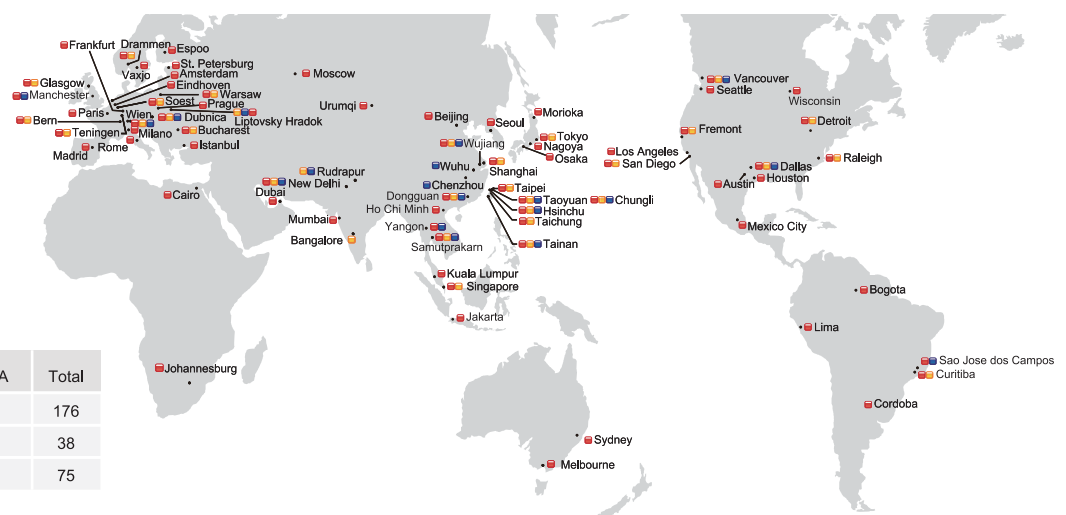 Frankfurt
Drammen
Espoo
St. Petersburg
Vaxjo
Amsterdam
Eindhoven
Glasgow
Manchester
Warsaw
Soest
Prague
Paris
Wien
Dubnica
Liptovsky Hradok
Bern
Teningen
Milano
Bucharest
Madrid
Rome
Istanbul
Moscow
Urumqi
Cairo
Dubai
New Delhi
Rudrapur
Mumbai
Bangalore
Johannesburg
Beijing
Seoul
Morioka
Tokyo
Nagoya
Osaka
Wujiang
Wuhu
Shanghai
Chenzhou
Dongguan
Taipei
Taoyuan
Chungli
Hsinchu
Taichung
Tainan
Ho Chi Minh
Yangon
Samutprakarn
Kuala Lumpur
Singapore
Jakarta
Sydney
Melbourne
Vancouver
Seattle
Wisconsin
Detroit
Fremont
Los Angeles
San Diego
Raleigh
Dallas
Houston
Austin
Mexico City
Bogota
Lima
Sao Jose dos Campos
Curitiba
Cordoba
A Total
176
38
75